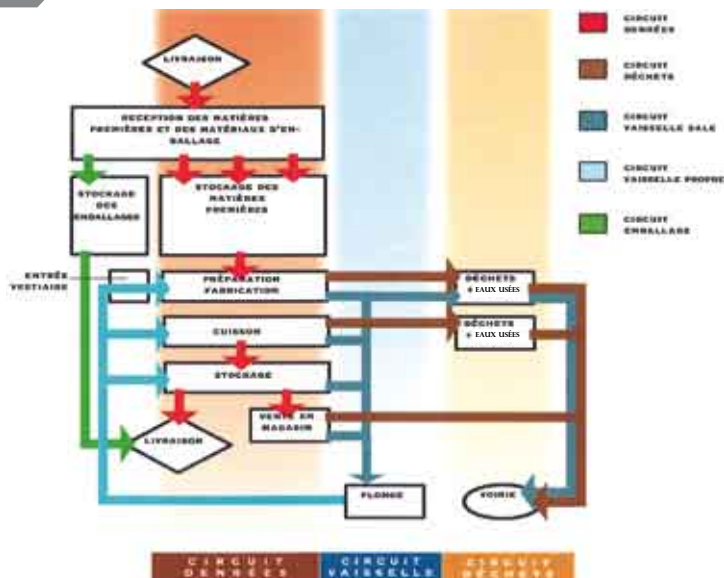 LIVRAISON
RECEPTION DES MATIÈRES
PREMIÈRES ET DES MATÉRIAUX D'EM-
BALLAGE
STOCKAGE
DES
EMBALLAGES
STOCKAGE DES
MATIÈRES
PREMIÈRES
ENTRÉE
VESTIAIRE
PRÉPARATION
FABRICATION
CUISSON
STOCKAGE
LIVRAISON
VENTE EN
MAGASIN
PLONGE
DÉCHETS
+ EAUX USÉES
DÉCHETS
+ EAUX USÉES
VOIRIE
CIRCUIT
DENRÉES
CIRCUIT
DÉCHETS
CIRCUIT
VAISSELLE SALE
CIRCUIT
VAISSELLE PROPRE
CIRCUIT
EMBALLAGE
CIRCUIT
DENRÉES
CIRCUIT
VAISSELLE
CIRCUIT
DÉCHETS